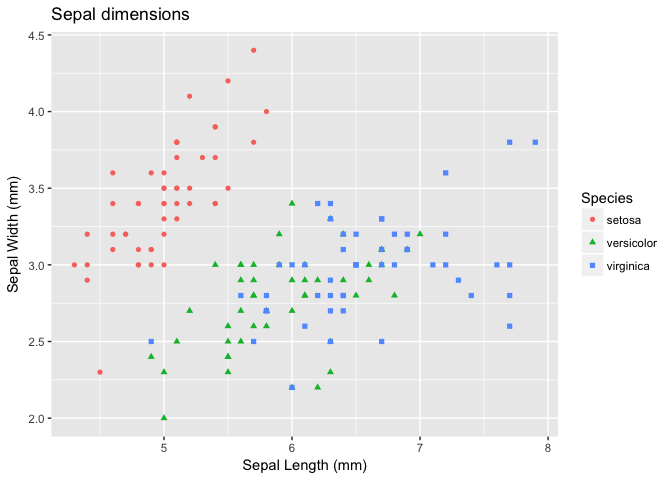 Sepal dimensions
4.5
4.0
3.5
3.0
2.5
2.0
Sepal Width (mm)
5 6 7 8
Sepal Length (mm)
Species
setosa
versicolor
virginica